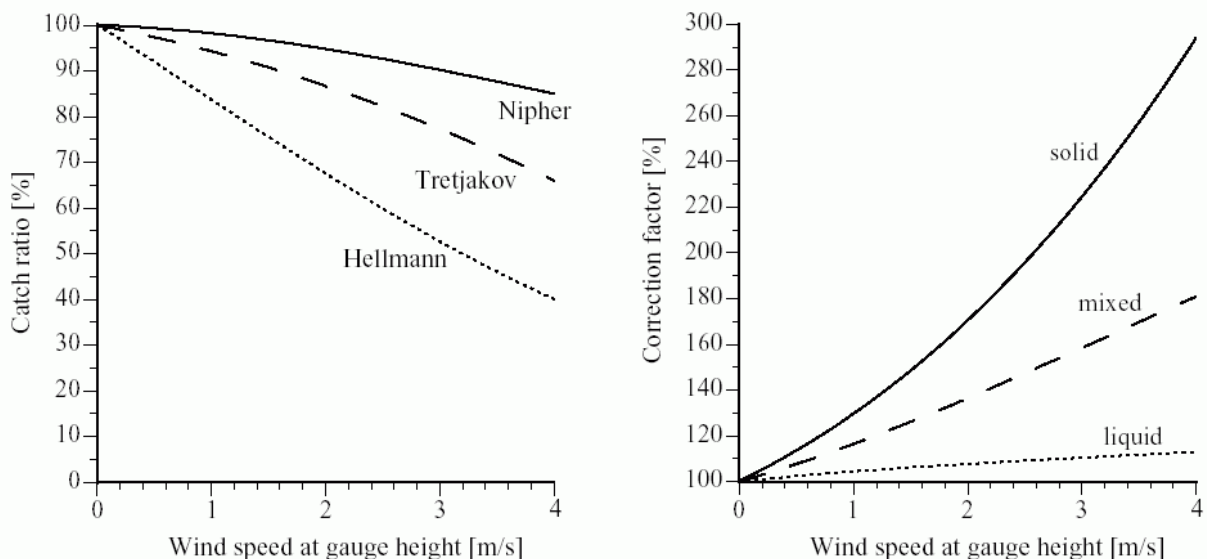 100
90
80
70
60
50
40
30
20
10
0
Catch ratio [%]
Nipher
Tretjakov
Hellmann
0 1 2 3 4
Wind speed at gauge height [m/s]
300
280
260
240
220
200
180
160
140
120
100
Correction factor [%]
solid
mixed
liquid
0 1 2 3 4
Wind speed at gauge height [m/s]